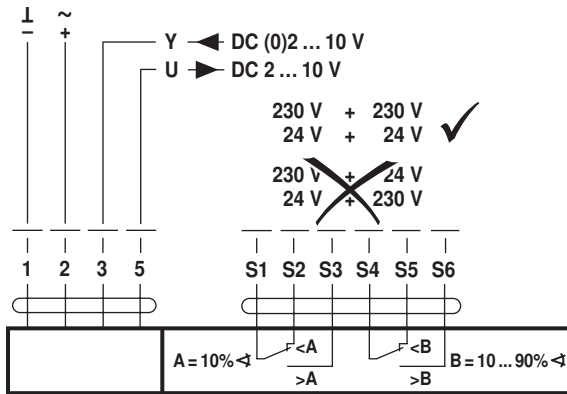 ⊥ ~
− +
Y DC (0)2 ... 10 V
U DC 2 ... 10 V
230 V + 230 V
24 V + 24 V
230 V + 24 V
24 V + 230 V
1 2 3 5 S1 S2 S3 S4 S5 S6
A = 10% ∢ <A <B B = 10 ... 90% ∢
>A >B